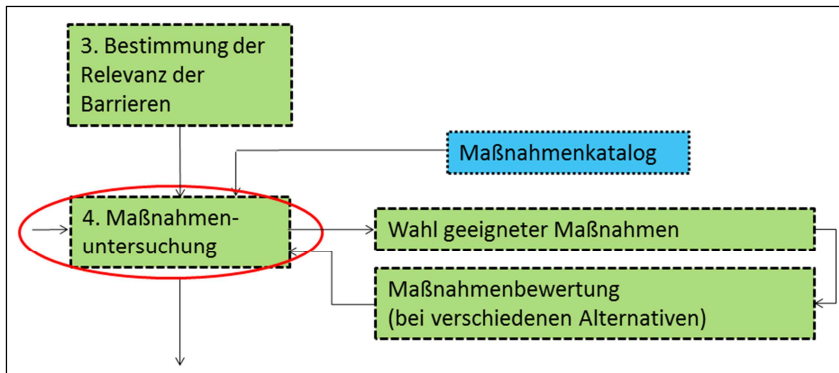 3. Bestimmung der
Relevanz der
Barrieren
Maßnahmenkatalog
4. Maßnahmen-
untersuchung
Wahl geeigneter Maßnahmen
Maßnahmenbewertung
(bei verschiedenen Alternativen)